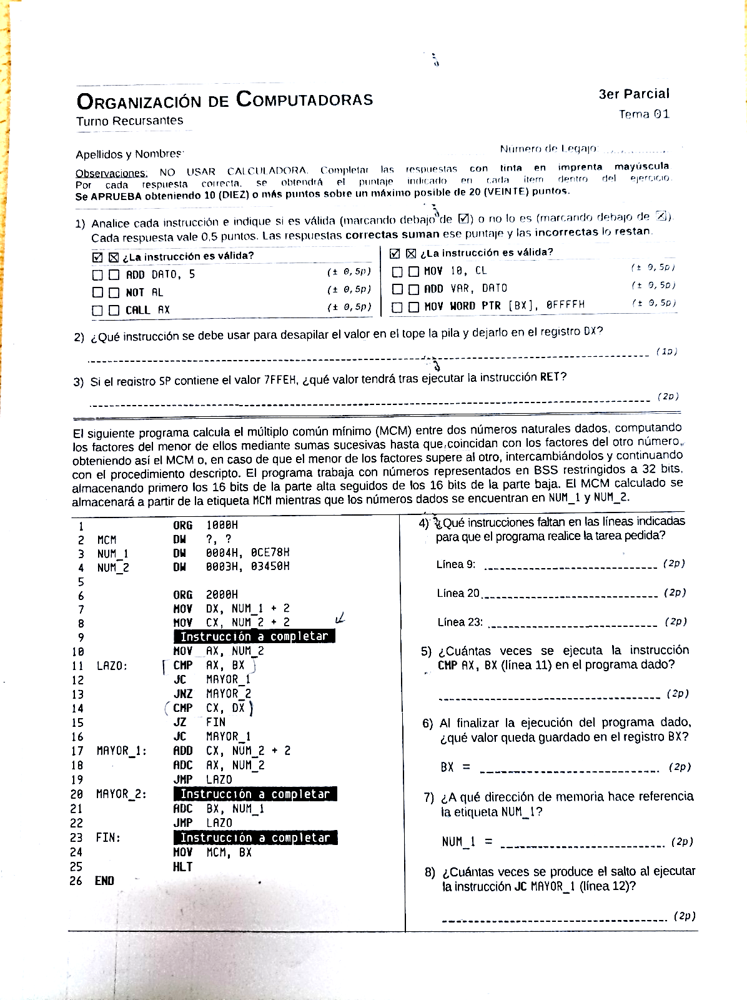 ORGANIZACIÓN DE COMPUTADORAS
3er Parcial
Turno Recursantes
Tema 01
Apellidos y Nombres:
Número de Legajo: ....................
Observaciones: NO USAR CALCULADORA. Completar las respuestas con tinta en imprenta mayúscula
Por cada respuesta correcta, se obtendrá el puntaje indicado en cada ítem dentro del ejercicio.
Se APRUEBA obteniendo 10 (DIEZ) o más puntos sobre un máximo posible de 20 (VEINTE) puntos.
1) Analice cada instrucción e indique si es válida (marcando debajo de ☑) o no lo es (marcando debajo de ☒).
Cada respuesta vale 0,5 puntos. Las respuestas correctas suman ese puntaje y las incorrectas lo restan.
☑ ☒ ¿La instrucción es válida?
☐ ☐ ADD DATO, 5 (± 0,5p)
☐ ☐ NOT AL (± 0,5p)
☐ ☐ CALL AX (± 0,5p)
☑ ☒ ¿La instrucción es válida?
☐ ☐ MOV 10, CL (± 0,5p)
☐ ☐ ADD VAR, DATO (± 0,5p)
☐ ☐ MOV WORD PTR [BX], 0FFFFH (± 0,5p)
2) ¿Qué instrucción se debe usar para desapilar el valor en el tope la pila y dejarlo en el registro DX?
(1p)
3) Si el registro SP contiene el valor 7FFEH, ¿qué valor tendrá tras ejecutar la instrucción RET?
(2p)
El siguiente programa calcula el múltiplo común mínimo (MCM) entre dos números naturales dados, computando
los factores del menor de ellos mediante sumas sucesivas hasta que coincidan con los factores del otro número,
obteniendo así el MCM o, en caso de que el menor de los factores supere al otro, intercambiándolos y continuando
con el procedimiento descripto. El programa trabaja con números representados en BSS restringidos a 32 bits,
almacenando primero los 16 bits de la parte alta seguidos de los 16 bits de la parte baja. El MCM calculado se
almacenará a partir de la etiqueta MCM mientras que los números dados se encuentran en NUM_1 y NUM_2.
1 ORG 1000H
2 MCM DW ?, ?
3 NUM_1 DW 0004H, 0CE78H
4 NUM_2 DW 0003H, 03450H
5
6 ORG 2000H
7 MOV DX, NUM_1 + 2
8 MOV CX, NUM_2 + 2
9 Instrucción a completar
10 MOV AX, NUM_2
11 LAZO: CMP AX, BX
12 JC MAYOR_1
13 JNZ MAYOR_2
14 CMP CX, DX
15 JZ FIN
16 JC MAYOR_1
17 MAYOR_1: ADD CX, NUM_2 + 2
18 ADC AX, NUM_2
19 JMP LAZO
20 MAYOR_2: Instrucción a completar
21 ADC BX, NUM_1
22 JMP LAZO
23 FIN: Instrucción a completar
24 MOV MCM, BX
25 HLT
26 END
4) ¿Qué instrucciones faltan en las líneas indicadas
para que el programa realice la tarea pedida?
Línea 9: (2p)
Línea 20 (2p)
Línea 23: (2p)
5) ¿Cuántas veces se ejecuta la instrucción
CMP AX, BX (línea 11) en el programa dado?
(2p)
6) Al finalizar la ejecución del programa dado,
¿qué valor queda guardado en el registro BX?
BX = (2p)
7) ¿A qué dirección de memoria hace referencia
la etiqueta NUM_1?
NUM_1 = (2p)
8) ¿Cuántas veces se produce el salto al ejecutar
la instrucción JC MAYOR_1 (línea 12)?
(2p)